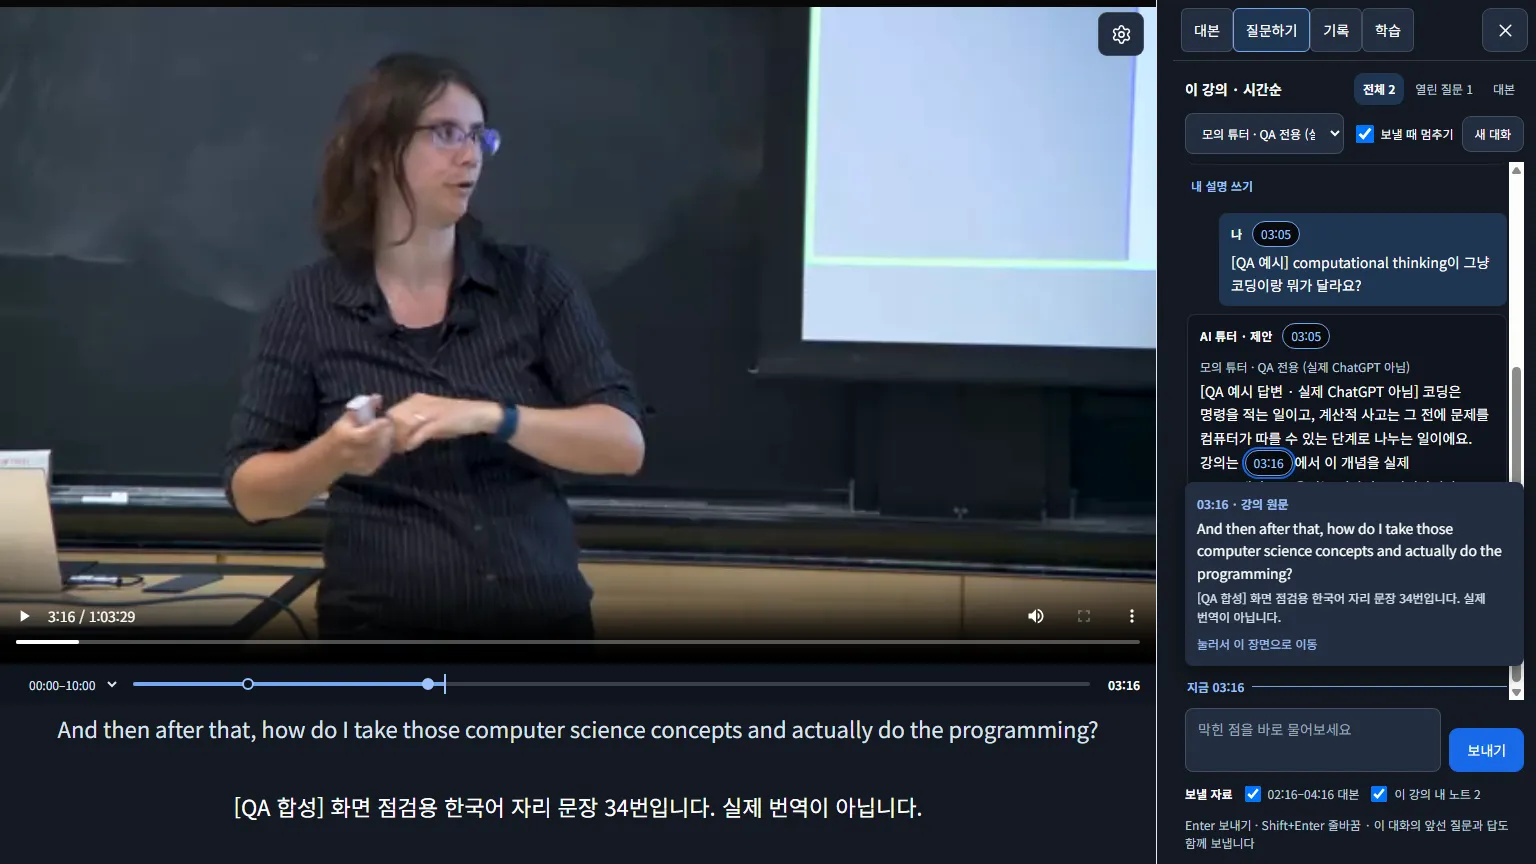 대본 질문하기 기록 학습
이 강의 · 시간순 전체 2 열린 질문 1 대본
모의 튜터 · QA 전용 보낼 때 멈추기 새 대화
내 설명 쓰기
나 03:05
[QA 예시] computational thinking이 그냥
코딩이랑 뭐가 달라요?
AI 튜터 · 제안 03:05
모의 튜터 · QA 전용 (실제 ChatGPT 아님)
[QA 예시 답변 · 실제 ChatGPT 아님] 코딩은
명령을 적는 일이고, 계산적 사고는 그 전에 문제를
컴퓨터가 따를 수 있는 단계로 나누는 일이에요.
강의는 03:16에서 이 개념을 실제
03:16 · 강의 원문
And then after that, how do I take those
computer science concepts and actually do the
programming?
[QA 합성] 화면 점검용 한국어 자리 문장 34번입니다. 실제
번역이 아닙니다.
눌러서 이 장면으로 이동
지금 03:16
막힌 점을 바로 물어보세요
보내기
보낼 자료 02:16–04:16 대본 이 강의 내 노트 2
Enter 보내기 · Shift+Enter 줄바꿈 · 이 대화의 앞선 질문과 답도
함께 보냅니다
3:16 / 1:03:29
00:00–10:00 03:16
And then after that, how do I take those computer science concepts and actually do the programming?
[QA 합성] 화면 점검용 한국어 자리 문장 34번입니다. 실제 번역이 아닙니다.